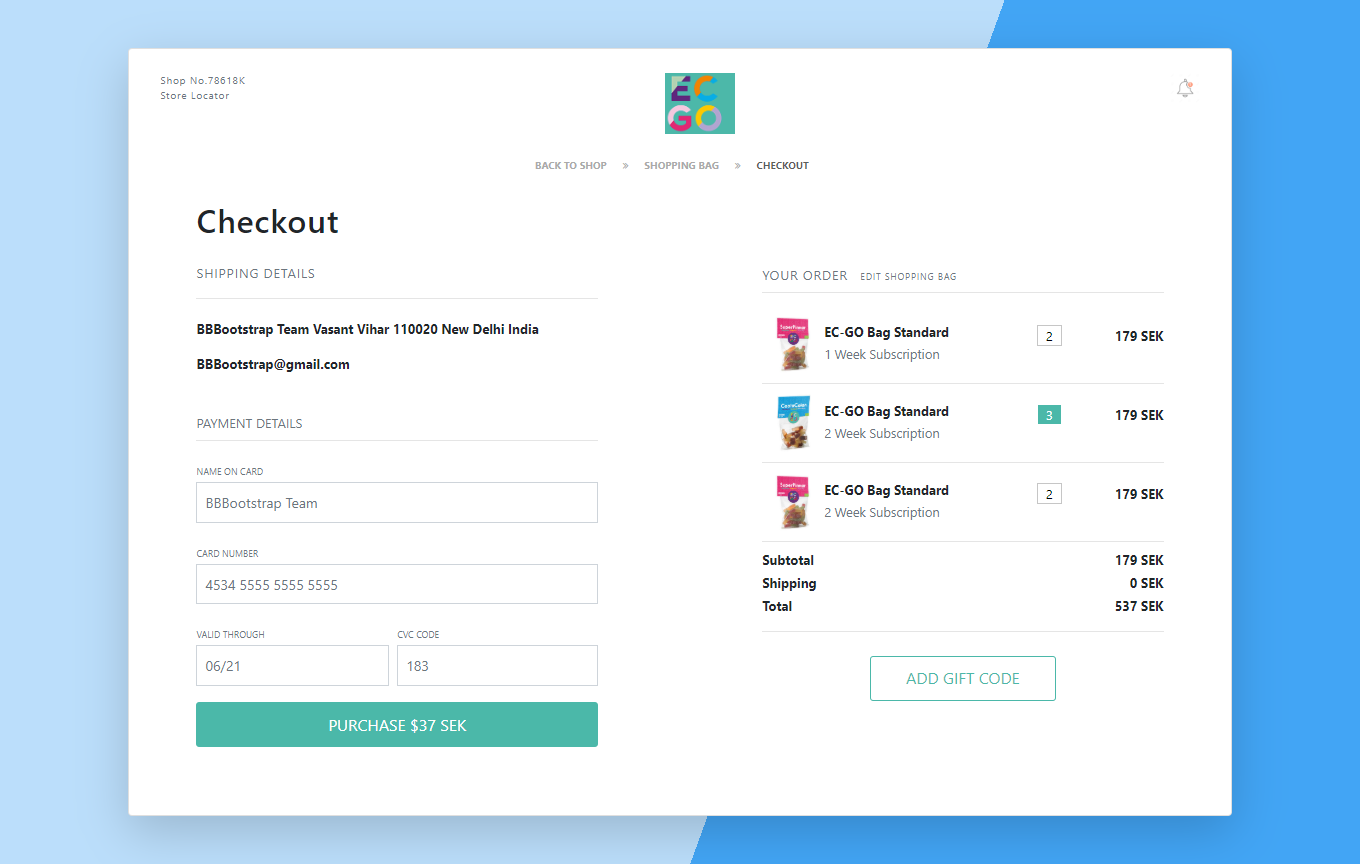 Shop No.78618K
Store Locator
EC
GO
BACK TO SHOP » SHOPPING BAG » CHECKOUT
Checkout
SHIPPING DETAILS
BBBootstrap Team Vasant Vihar 110020 New Delhi India
BBBootstrap@gmail.com
PAYMENT DETAILS
NAME ON CARD
BBBootstrap Team
CARD NUMBER
4534 5555 5555 5555
VALID THROUGH CVC CODE
06/21 183
PURCHASE $37 SEK
YOUR ORDER EDIT SHOPPING BAG
EC-GO Bag Standard 2 179 SEK
1 Week Subscription
EC-GO Bag Standard 3 179 SEK
2 Week Subscription
EC-GO Bag Standard 2 179 SEK
2 Week Subscription
Subtotal 179 SEK
Shipping 0 SEK
Total 537 SEK
ADD GIFT CODE